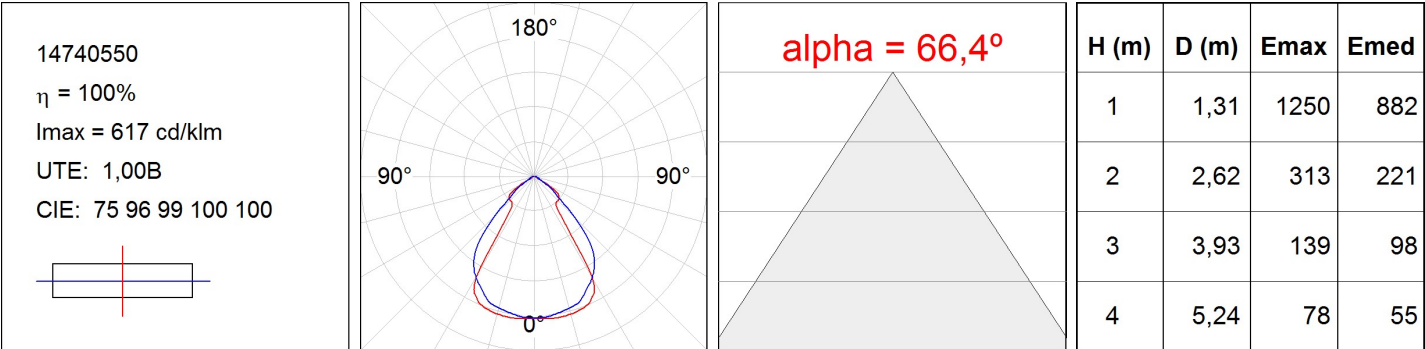 14740550
η = 100%
Imax = 617 cd/klm
UTE: 1,00B
CIE: 75 96 99 100 100
180°
90° 90°
0°
alpha = 66,4º
H (m) D (m) Emax Emed
1 1,31 1250 882
2 2,62 313 221
3 3,93 139 98
4 5,24 78 55